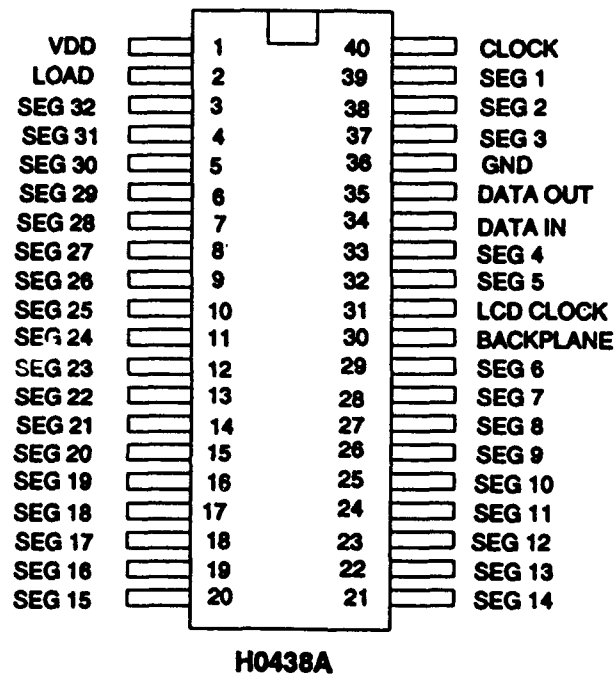 VDD 1 40 CLOCK
LOAD 2 39 SEG 1
SEG 32 3 38 SEG 2
SEG 31 4 37 SEG 3
SEG 30 5 36 GND
SEG 29 6 35 DATA OUT
SEG 28 7 34 DATA IN
SEG 27 8 33 SEG 4
SEG 26 9 32 SEG 5
SEG 25 10 31 LCD CLOCK
SEG 24 11 30 BACKPLANE
SEG 23 12 29 SEG 6
SEG 22 13 28 SEG 7
SEG 21 14 27 SEG 8
SEG 20 15 26 SEG 9
SEG 19 16 25 SEG 10
SEG 18 17 24 SEG 11
SEG 17 18 23 SEG 12
SEG 16 19 22 SEG 13
SEG 15 20 21 SEG 14
H0438A